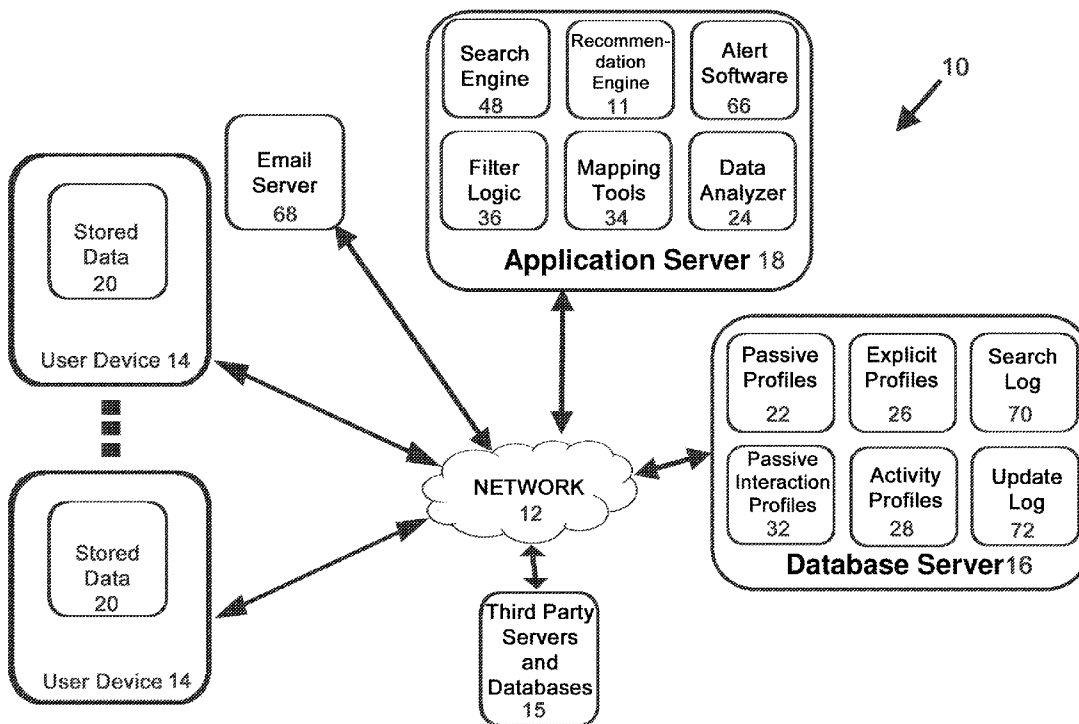 10
Search
Engine
48
Recommen-
dation
Engine
11
Alert
Software
66
Filter
Logic
36
Mapping
Tools
34
Data
Analyzer
24
Application Server 18
Email
Server
68
Stored
Data
20
User Device 14
Passive
Profiles
22
Explicit
Profiles
26
Search
Log
70
Passive
Interaction
Profiles
32
Activity
Profiles
28
Update
Log
72
Database Server16
NETWORK
12
Stored
Data
20
User Device 14
Third Party
Servers
and
Databases
15